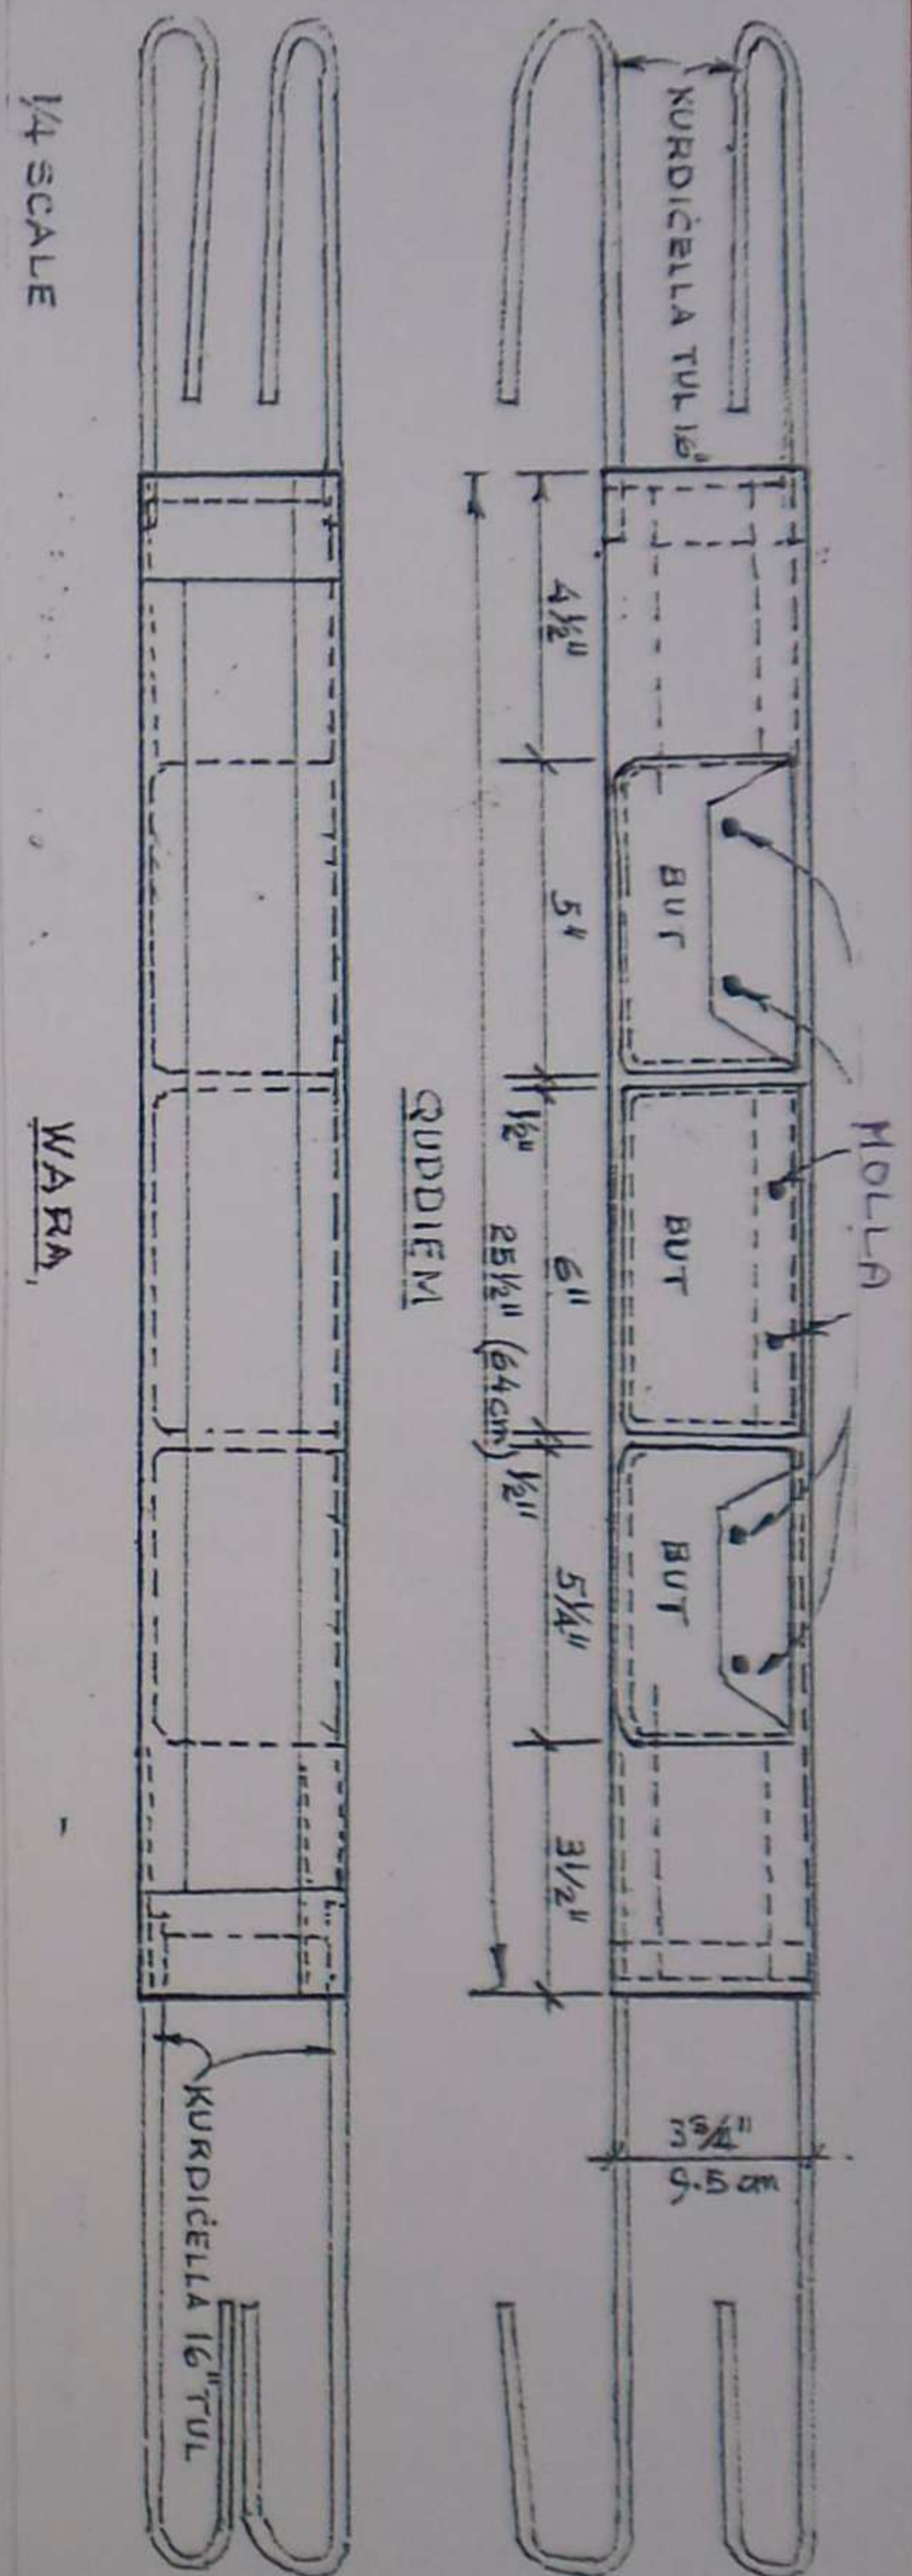 MOLLA
KURDIĊELLA TUL 16"
BUT
BUT
BUT
3¾"
9.5 cm
4½"
5"
½"
6"
½"
5¼"
3½"
25½" (64cm)
QUDDIEM
KURDIĊELLA 16" TUL
¼ SCALE
WARA,